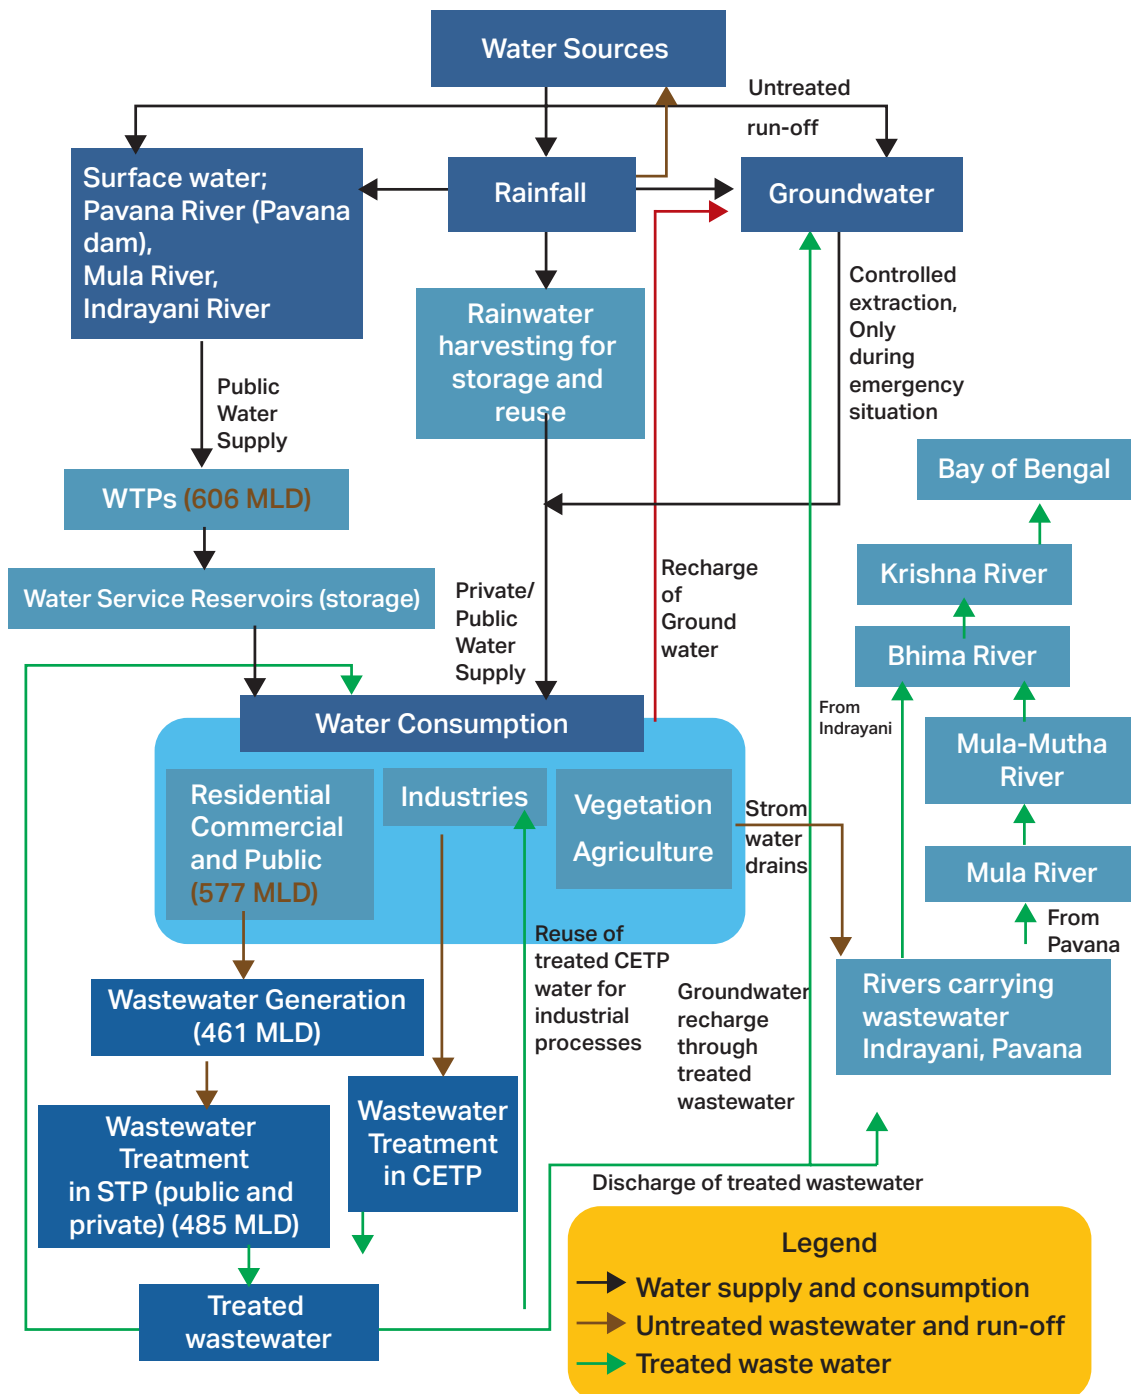 Water Sources
Untreated
run-off
Surface water;
Pavana River (Pavana
dam),
Mula River,
Indrayani River
Rainfall
Groundwater
Rainwater
harvesting for
storage and
reuse
Controlled
extraction,
Only
during
emergency
situation
Public
Water
Supply
WTPs (606 MLD)
Water Service Reservoirs (storage)
Private/
Public
Water
Supply
Recharge
of
Ground
water
Bay of Bengal
Krishna River
Bhima River
From
Indrayani
Mula-Mutha
River
Mula River
From
Pavana
Water Consumption
Residential
Commercial
and Public
(577 MLD)
Industries
Vegetation
Agriculture
Strom
water
drains
Rivers carrying
wastewater
Indrayani, Pavana
Reuse of
treated CETP
water for
industrial
processes
Groundwater
recharge
through
treated
wastewater
Wastewater Generation
(461 MLD)
Wastewater
Treatment
in STP (public and
private) (485 MLD)
Wastewater
Treatment
in CETP
Discharge of treated wastewater
Treated
wastewater
Legend
Water supply and consumption
Untreated wastewater and run-off
Treated waste water